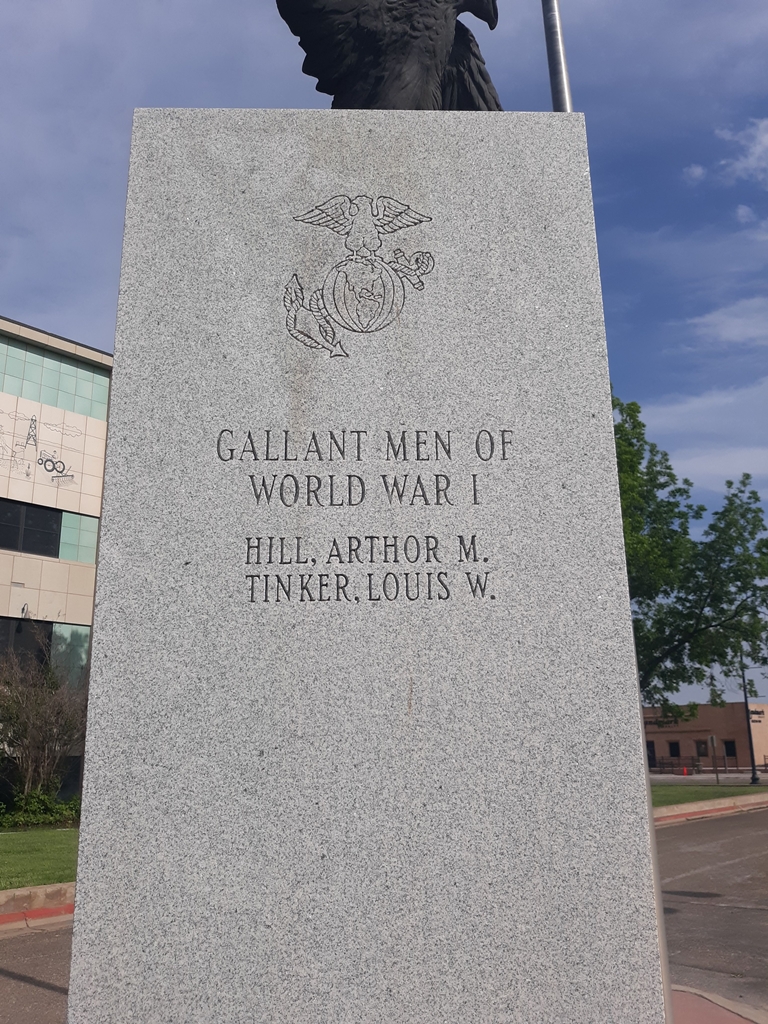 GALLANT MEN OF
WORLD WAR I
HILL, ARTHOR M.
TINKER, LOUIS W.